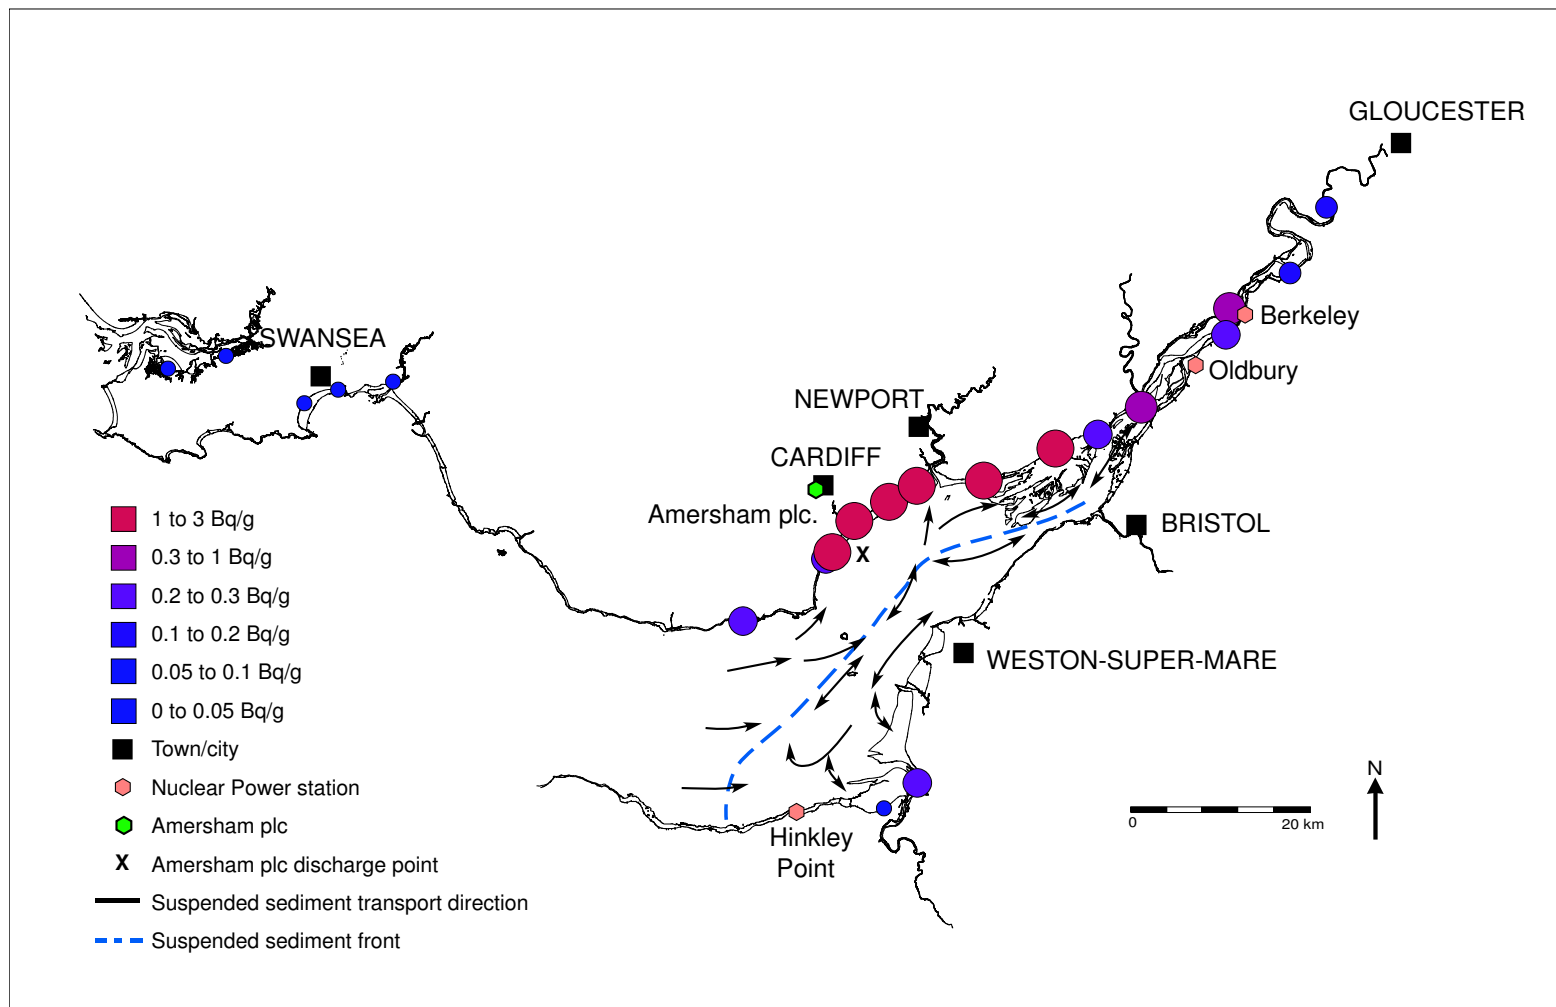 GLOUCESTER
Berkeley
SWANSEA
Oldbury
NEWPORT
CARDIFF
Amersham plc.
X
BRISTOL
WESTON-SUPER-MARE
Hinkley
Point
1 to 3 Bq/g
0.3 to 1 Bq/g
0.2 to 0.3 Bq/g
0.1 to 0.2 Bq/g
0.05 to 0.1 Bq/g
0 to 0.05 Bq/g
Town/city
Nuclear Power station
Amersham plc
X Amersham plc discharge point
Suspended sediment transport direction
Suspended sediment front
0 20 km
N